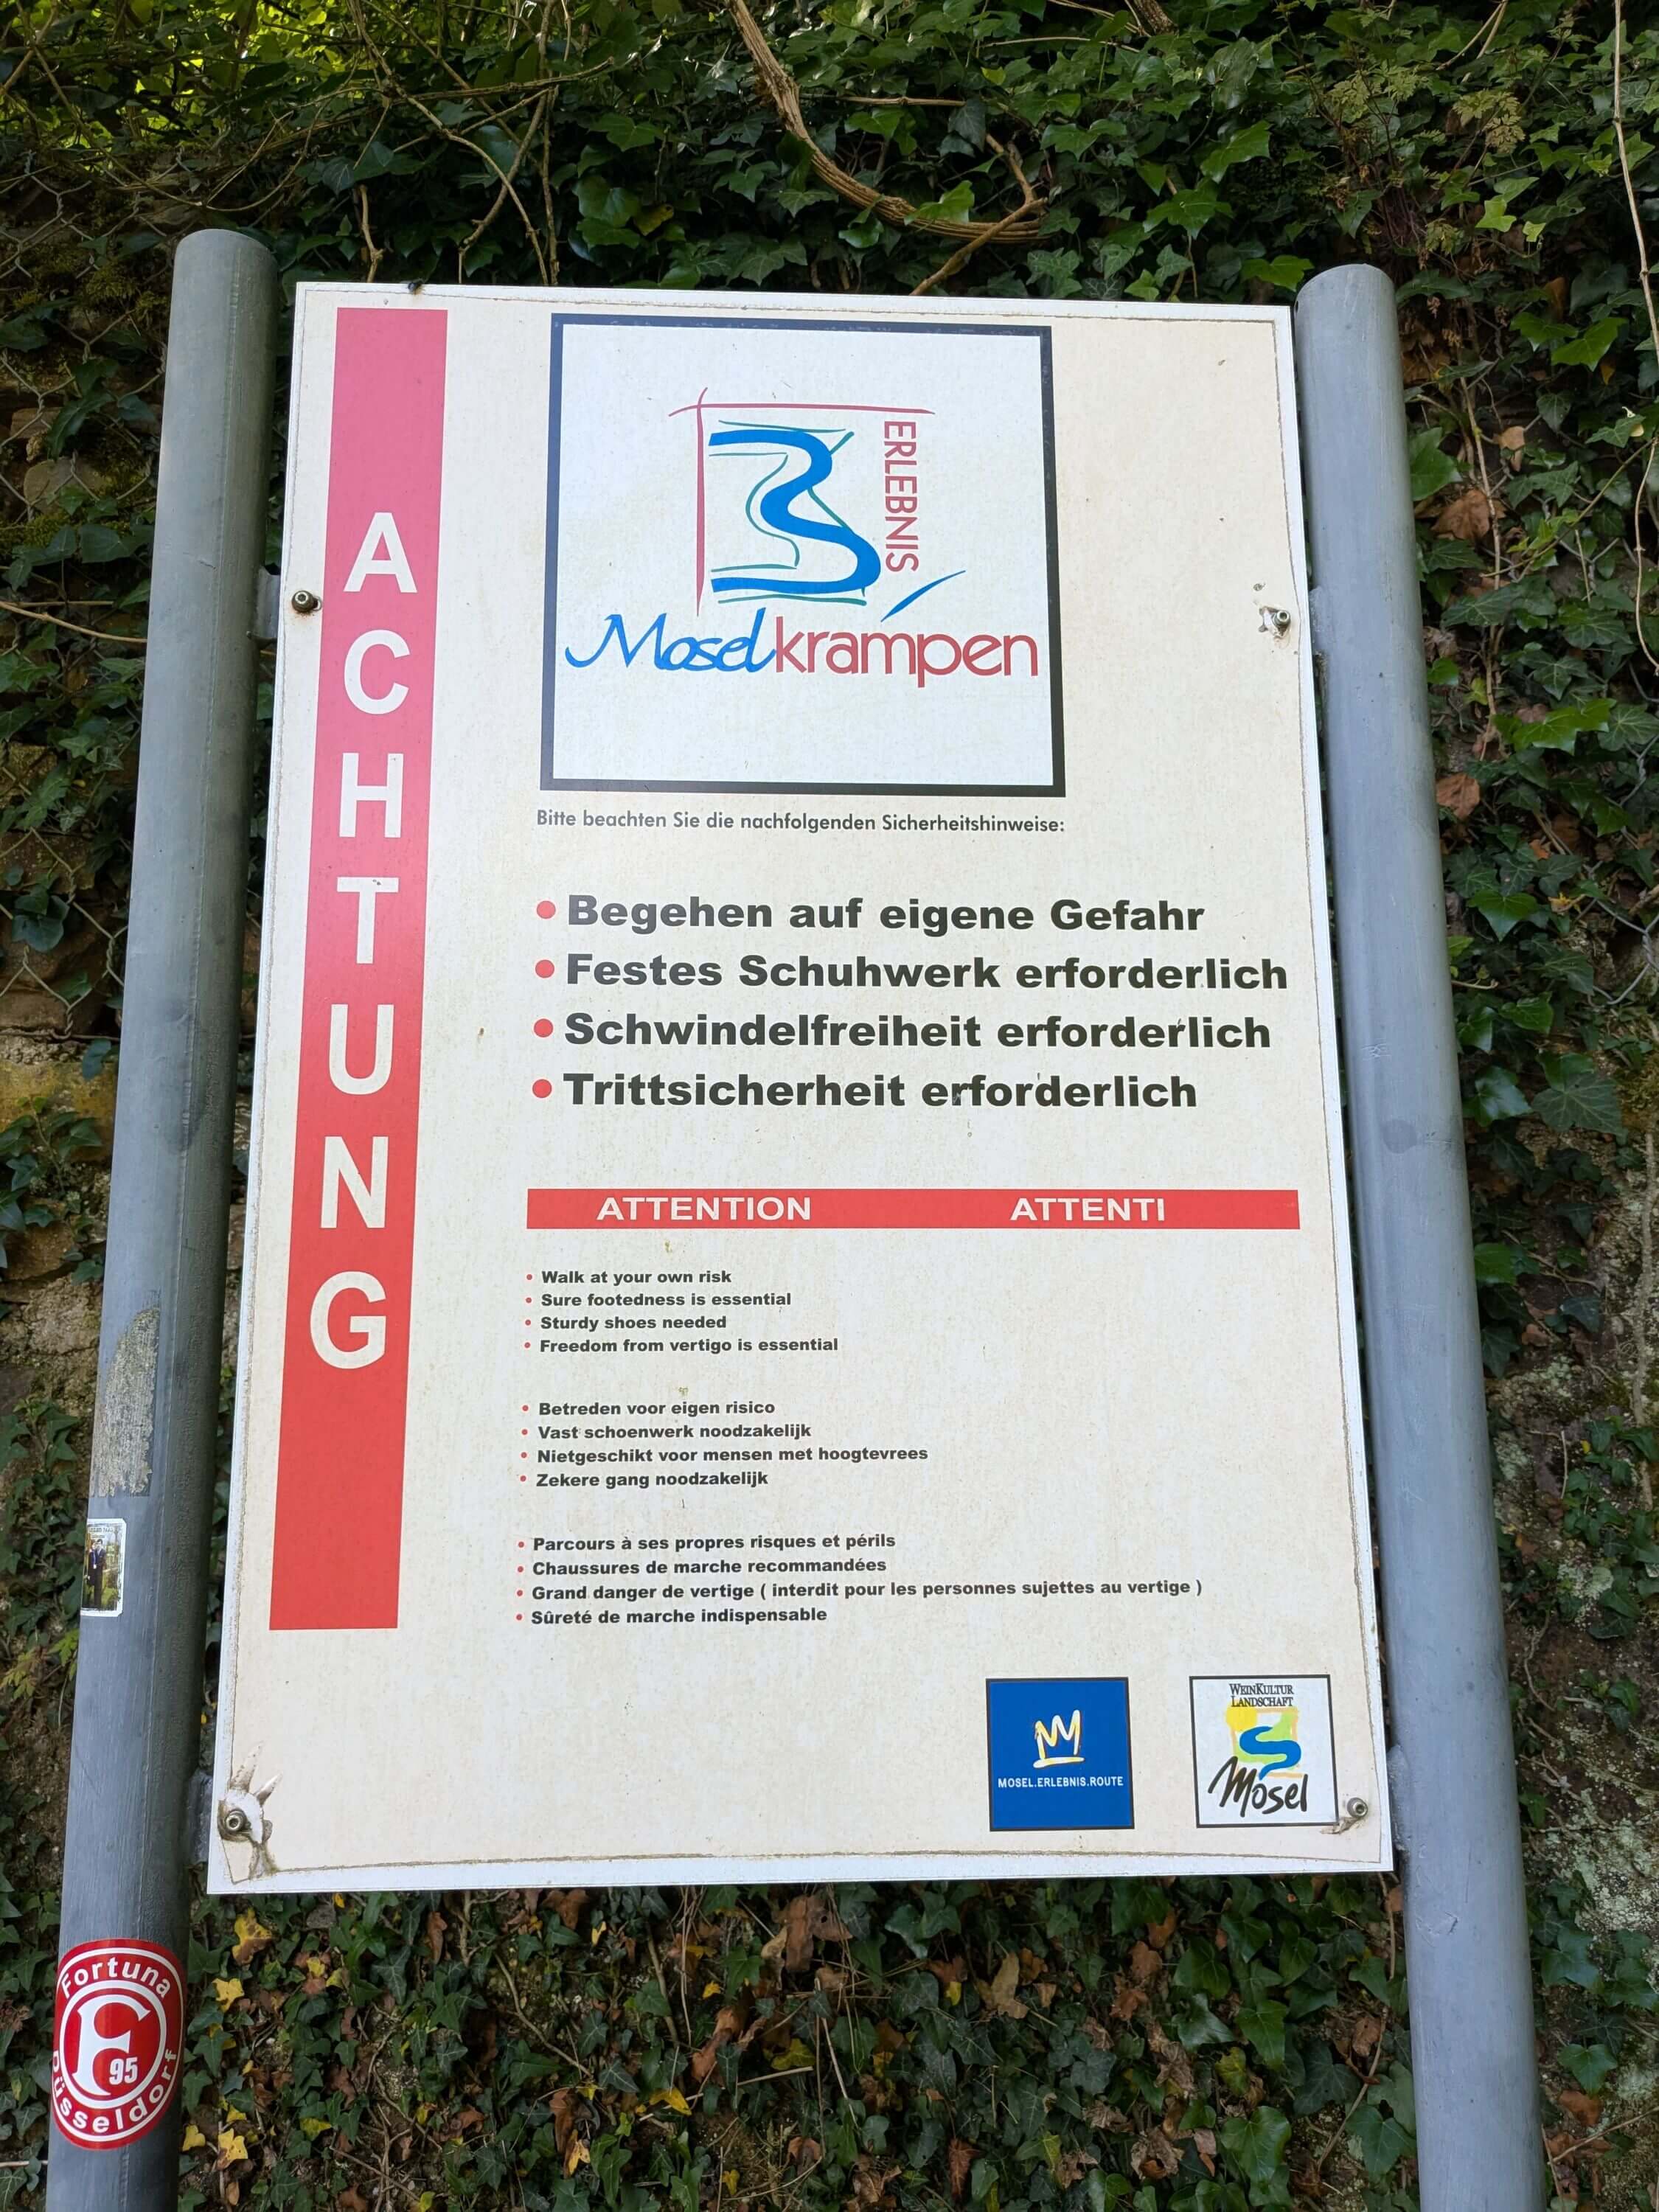 ACHTUNG
ERLEBNIS
Moselkrampen
Bitte beachten Sie die nachfolgenden Sicherheitshinweise:
• Begehen auf eigene Gefahr
• Festes Schuhwerk erforderlich
• Schwindelfreiheit erforderlich
• Trittsicherheit erforderlich
ATTENTION ATTENTI
• Walk at your own risk
• Sure footedness is essential
• Sturdy shoes needed
• Freedom from vertigo is essential
• Betreden voor eigen risico
• Vast schoenwerk noodzakelijk
• Nietgeschikt voor mensen met hoogtevrees
• Zekere gang noodzakelijk
• Parcours à ses propres risques et périls
• Chaussures de marche recommandées
• Grand danger de vertige ( interdit pour les personnes sujettes au vertige )
• Sûreté de marche indispensable
MOSEL.ERLEBNIS.ROUTE
WEINKULTUR
LANDSCHAFT
Mosel
Fortuna
F
95
Düsseldorf